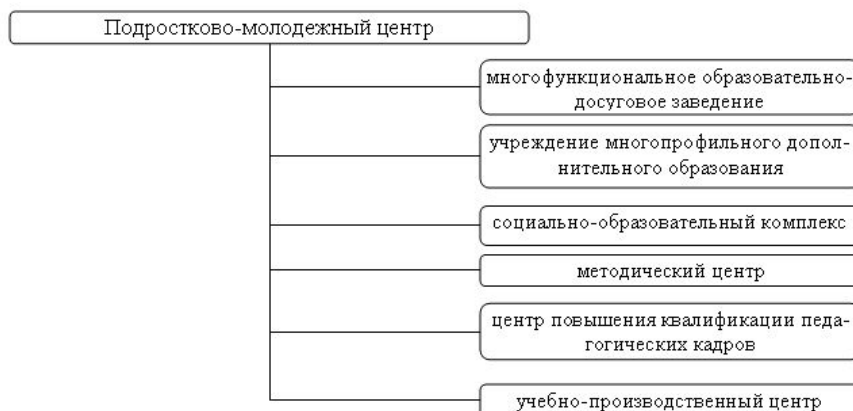 Подростково-молодежный центр
многофункциональное образовательно-
досуговое заведение
учреждение многопрофильного допол-
нительного образования
социально-образовательный комплекс
методический центр
центр повышения квалификации педа-
гогических кадров
учебно-производственный центр